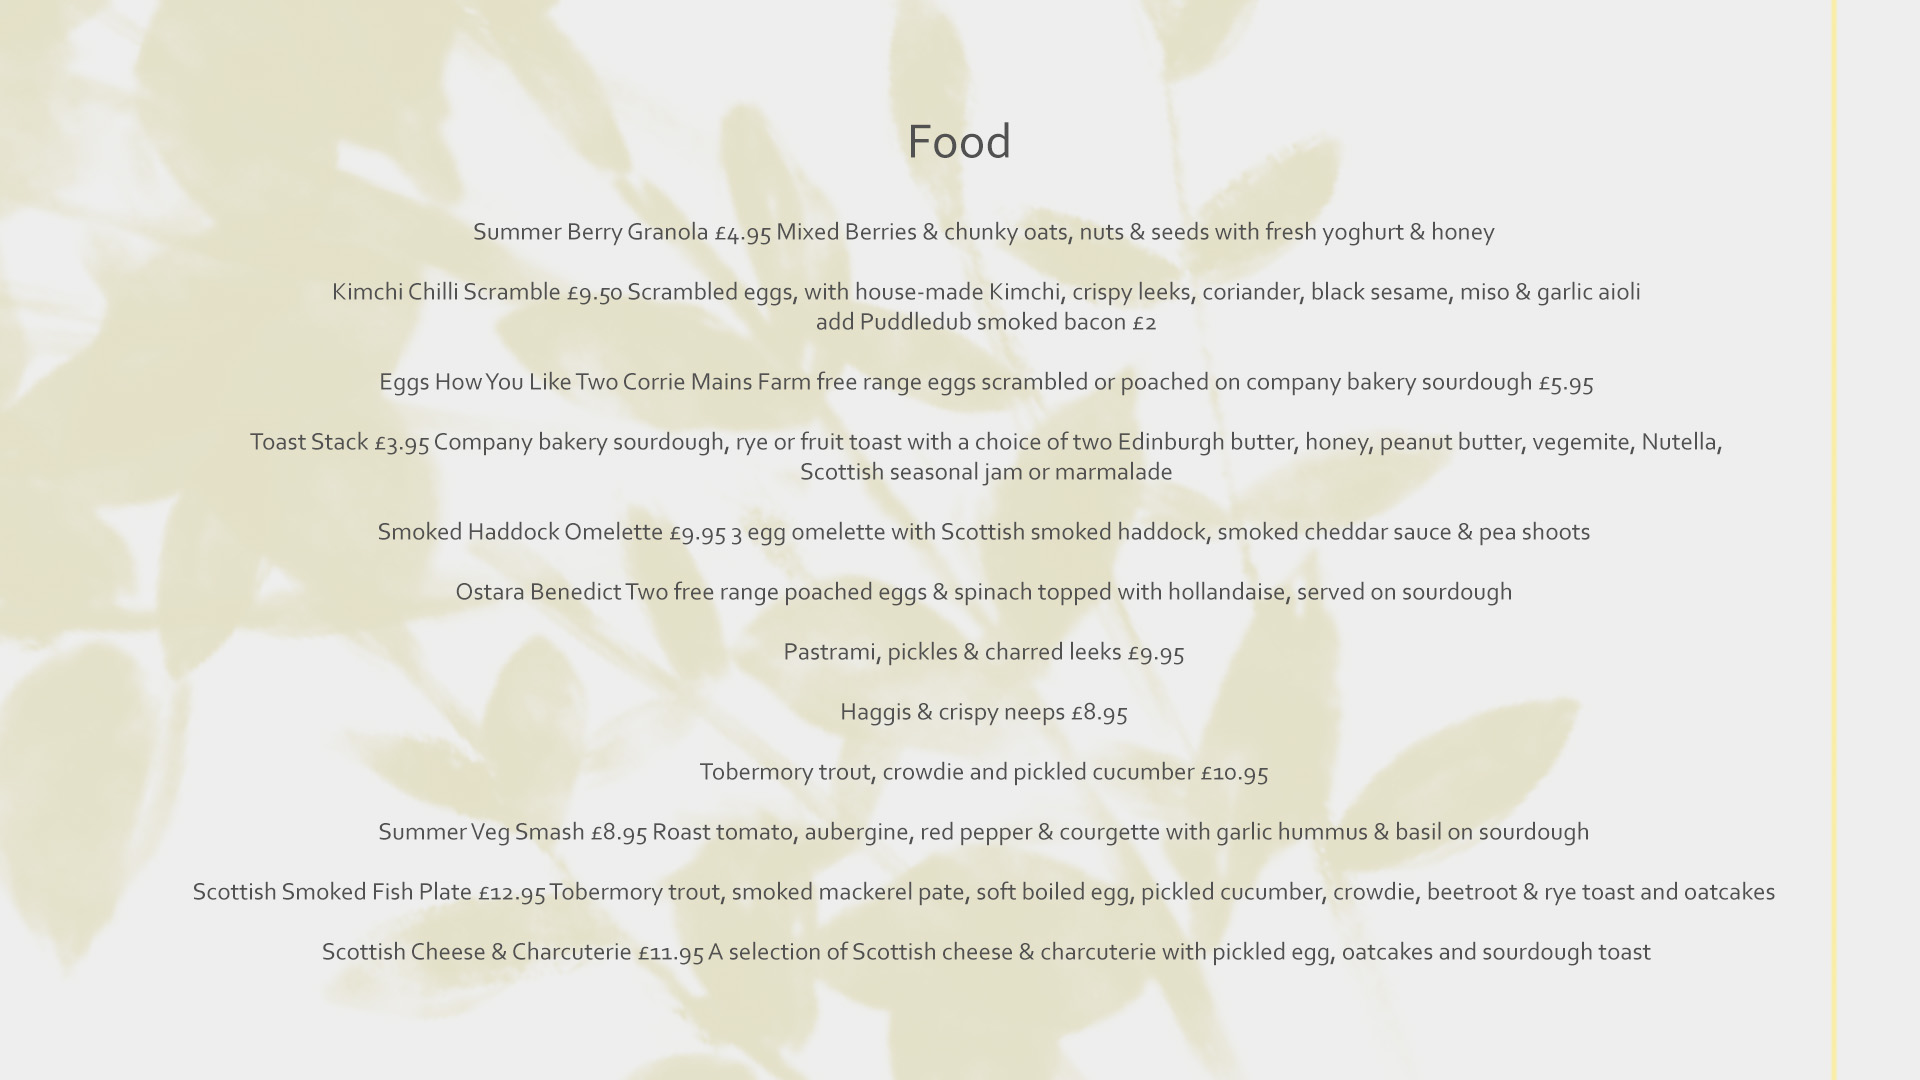 Food
Summer Berry Granola £4.95 Mixed Berries & chunky oats, nuts & seeds with fresh yoghurt & honey
Kimchi Chilli Scramble £9.50 Scrambled eggs, with house-made Kimchi, crispy leeks, coriander, black sesame, miso & garlic aioli
add Puddledub smoked bacon £2
Eggs How You Like Two Corrie Mains Farm free range eggs scrambled or poached on company bakery sourdough £5.95
Toast Stack £3.95 Company bakery sourdough, rye or fruit toast with a choice of two Edinburgh butter, honey, peanut butter, vegemite, Nutella,
Scottish seasonal jam or marmalade
Smoked Haddock Omelette £9.95 3 egg omelette with Scottish smoked haddock, smoked cheddar sauce & pea shoots
Ostara Benedict Two free range poached eggs & spinach topped with hollandaise, served on sourdough
Pastrami, pickles & charred leeks £9.95
Haggis & crispy neeps £8.95
Tobermory trout, crowdie and pickled cucumber £10.95
Summer Veg Smash £8.95 Roast tomato, aubergine, red pepper & courgette with garlic hummus & basil on sourdough
Scottish Smoked Fish Plate £12.95 Tobermory trout, smoked mackerel pate, soft boiled egg, pickled cucumber, crowdie, beetroot & rye toast and oatcakes
Scottish Cheese & Charcuterie £11.95 A selection of Scottish cheese & charcuterie with pickled egg, oatcakes and sourdough toast